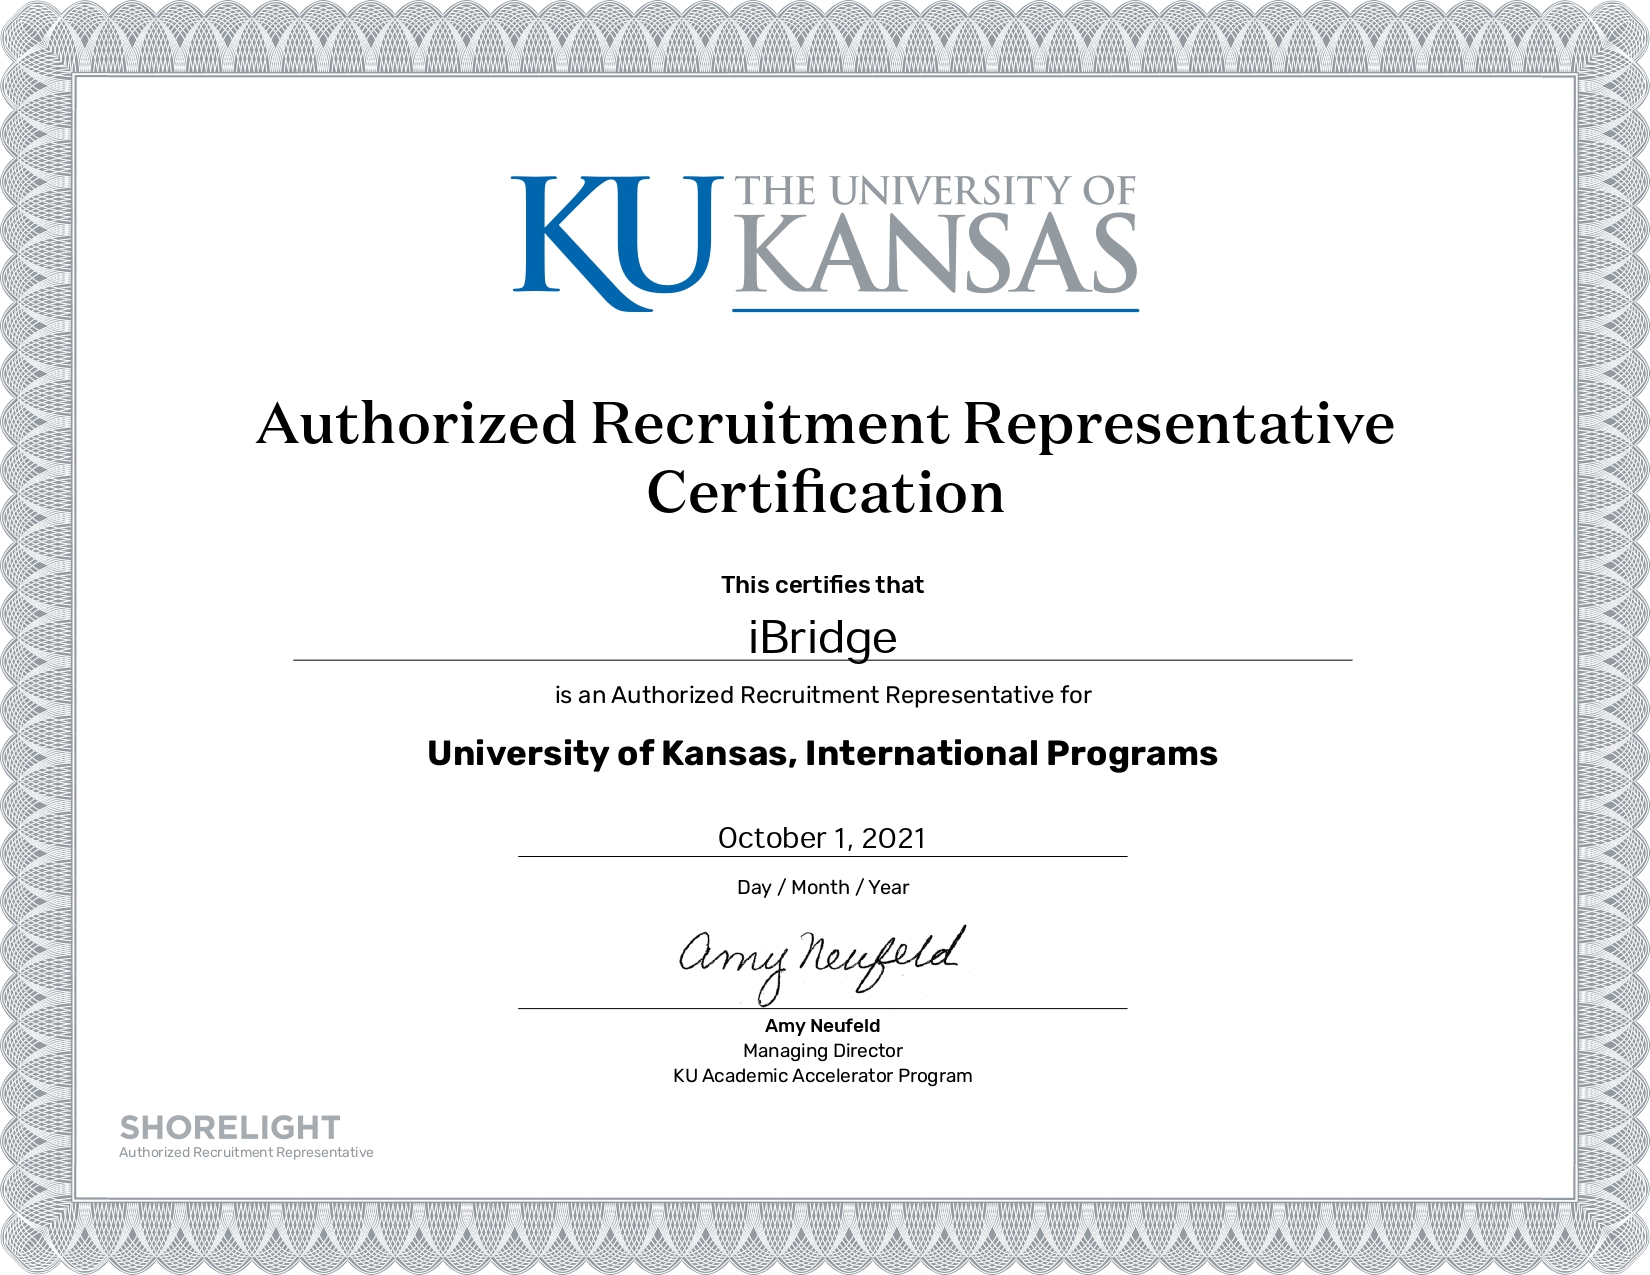 KU THE UNIVERSITY OF
KANSAS
Authorized Recruitment Representative
Certification
This certifies that
iBridge
is an Authorized Recruitment Representative for
University of Kansas, International Programs
October 1, 2021
Day / Month / Year
Amy Neufeld
Amy Neufeld
Managing Director
KU Academic Accelerator Program
SHORELIGHT
Authorized Recruitment Representative